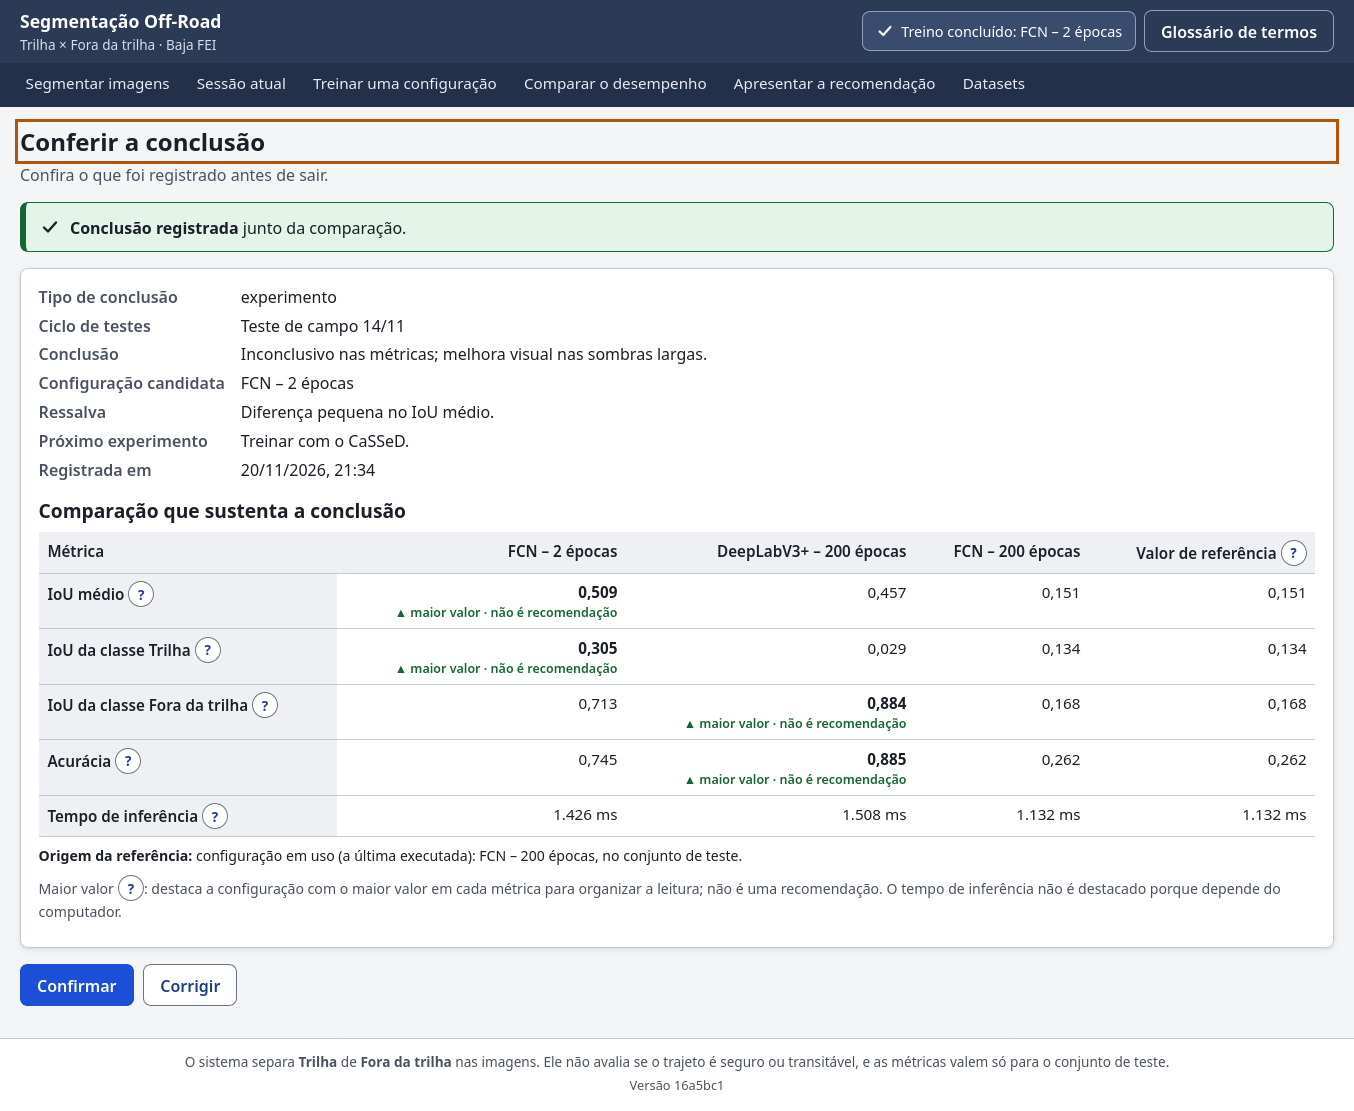 Segmentação Off-Road
Trilha × Fora da trilha · Baja FEI
Treino concluído: FCN – 2 épocas
Glossário de termos
Segmentar imagens
Sessão atual
Treinar uma configuração
Comparar o desempenho
Apresentar a recomendação
Datasets
Conferir a conclusão
Confira o que foi registrado antes de sair.
Conclusão registrada junto da comparação.
Tipo de conclusão experimento
Ciclo de testes Teste de campo 14/11
Conclusão Inconclusivo nas métricas; melhora visual nas sombras largas.
Configuração candidata FCN – 2 épocas
Ressalva Diferença pequena no IoU médio.
Próximo experimento Treinar com o CaSSeD.
Registrada em 20/11/2026, 21:34
Comparação que sustenta a conclusão
Métrica FCN – 2 épocas DeepLabV3+ – 200 épocas FCN – 200 épocas Valor de referência ?
IoU médio ? 0,509 0,457 0,151 0,151
▲ maior valor · não é recomendação
IoU da classe Trilha ? 0,305 0,029 0,134 0,134
▲ maior valor · não é recomendação
IoU da classe Fora da trilha ? 0,713 0,884 0,168 0,168
▲ maior valor · não é recomendação
Acurácia ? 0,745 0,885 0,262 0,262
▲ maior valor · não é recomendação
Tempo de inferência ? 1.426 ms 1.508 ms 1.132 ms 1.132 ms
Origem da referência: configuração em uso (a última executada): FCN – 200 épocas, no conjunto de teste.
Maior valor ? : destaca a configuração com o maior valor em cada métrica para organizar a leitura; não é uma recomendação. O tempo de inferência não é destacado porque depende do
computador.
Confirmar
Corrigir
O sistema separa Trilha de Fora da trilha nas imagens. Ele não avalia se o trajeto é seguro ou transitável, e as métricas valem só para o conjunto de teste.
Versão 16a5bc1